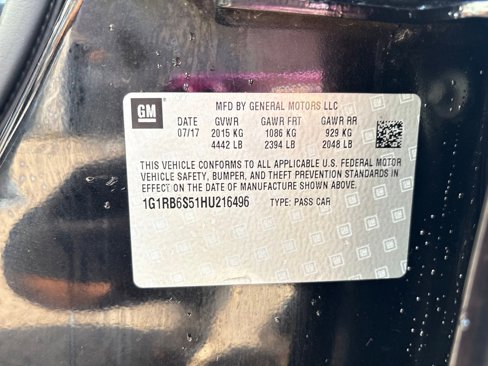 GM MFD BY GENERAL MOTORS LLC
DATE GVWR GAWR FRT GAWR RR
07/17 2015 KG 1086 KG 929 KG
4442 LB 2394 LB 2048 LB
THIS VEHICLE CONFORMS TO ALL APPLICABLE U.S. FEDERAL MOTOR
VEHICLE SAFETY, BUMPER, AND THEFT PREVENTION STANDARDS IN
EFFECT ON THE DATE OF MANUFACTURE SHOWN ABOVE.
1G1RB6S51HU216496 TYPE: PASS CAR